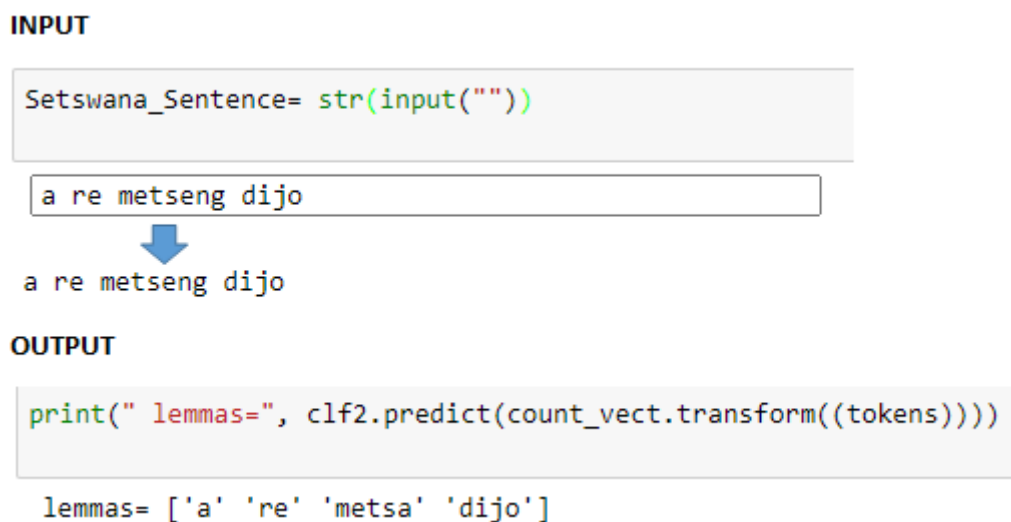 INPUT
Setswana_Sentence= str(input(""))
a re metseng dijo
a re metseng dijo
OUTPUT
print(" lemmas=", clf2.predict(count_vect.transform((tokens))))
lemmas= ['a' 're' 'metsa' 'dijo']